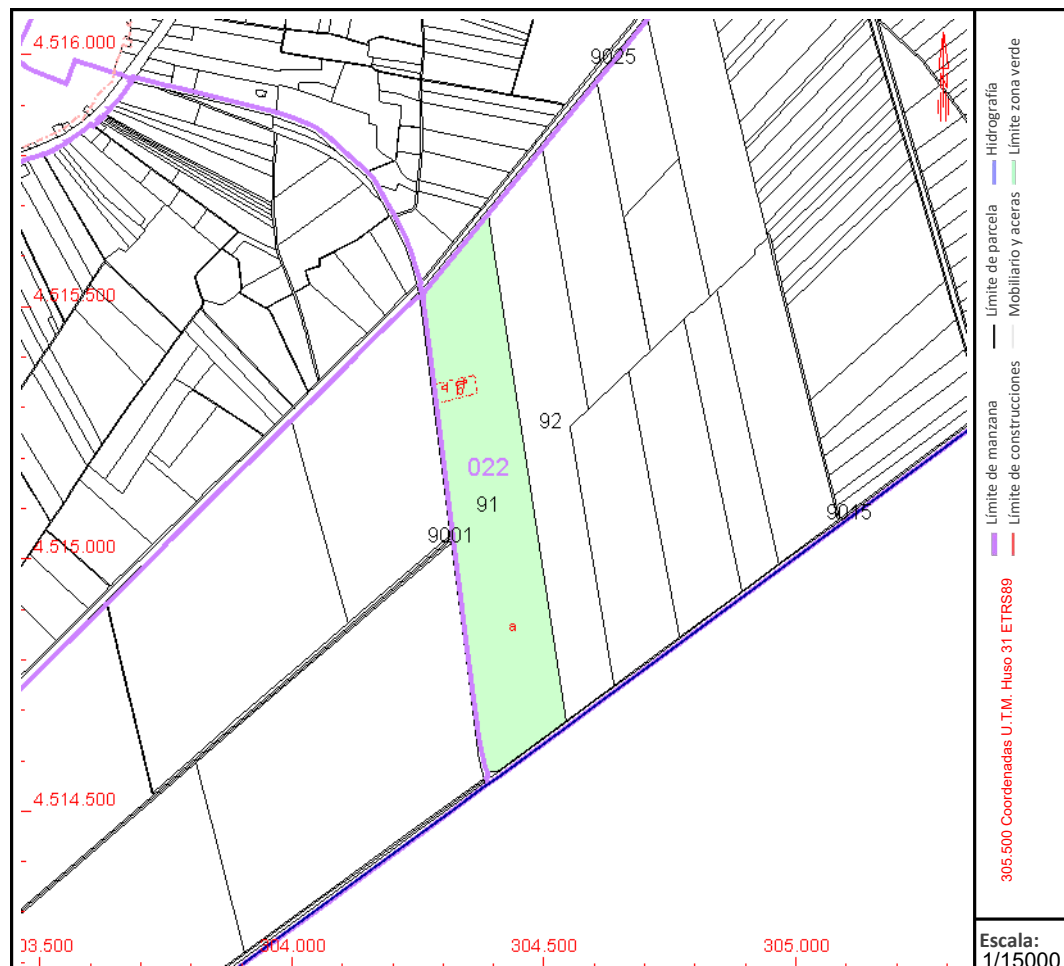 4.516.000
9025
4.515.500
92
022
91
9001
9015
4.515.000
a
4.514.500
03.500
304.000
304.500
305.000
Hidrografía
Límite zona verde
Límite de parcela
Mobiliario y aceras
Límite de manzana
Límite de construcciones
305.500 Coordenadas U.T.M. Huso 31 ETRS89
Escala:
1/15000